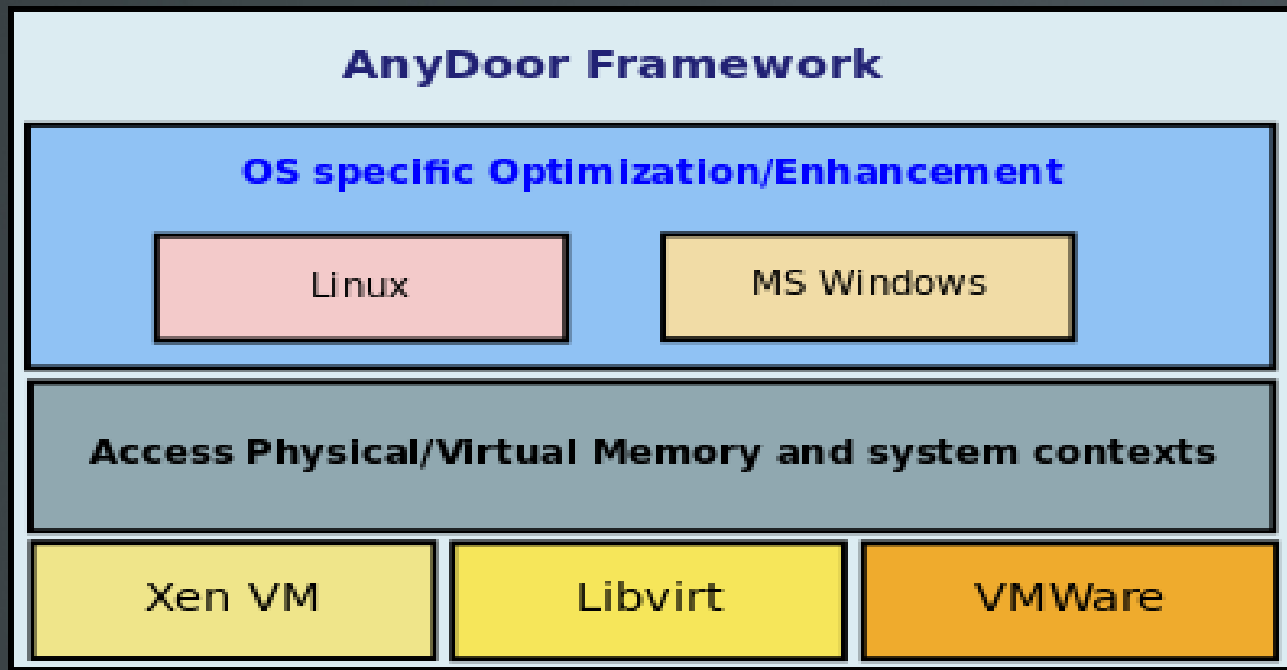 AnyDoor Framework
OS specific Optimization/Enhancement
Linux
MS Windows
Access Physical/Virtual Memory and system contexts
Xen VM
Libvirt
VMWare